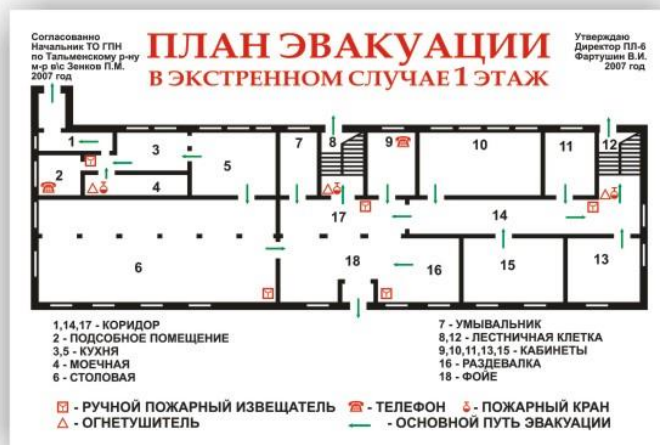 Согласованно
Начальник ТО ГПН
по Тальменскому р-ну
м-р в\с Зенков П.М.
2007 год
ПЛАН ЭВАКУАЦИИ
В ЭКСТРЕННОМ СЛУЧАЕ 1 ЭТАЖ
Утверждаю
Директор ПЛ-6
Фартушин В.И.
2007 год
1
2
3
4
5
6
7
8
9
10
11
12
13
14
15
16
17
18
1,14,17 - КОРИДОР
2 - ПОДСОБНОЕ ПОМЕЩЕНИЕ
3,5 - КУХНЯ
4 - МОЕЧНАЯ
6 - СТОЛОВАЯ
7 - УМЫВАЛЬНИК
8,12 - ЛЕСТНИЧНАЯ КЛЕТКА
9,10,11,13,15 - КАБИНЕТЫ
16 - РАЗДЕВАЛКА
18 - ФОЙЕ
- РУЧНОЙ ПОЖАРНЫЙ ИЗВЕЩАТЕЛЬ
- ТЕЛЕФОН
- ПОЖАРНЫЙ КРАН
- ОГНЕТУШИТЕЛЬ
- ОСНОВНОЙ ПУТЬ ЭВАКУАЦИИ